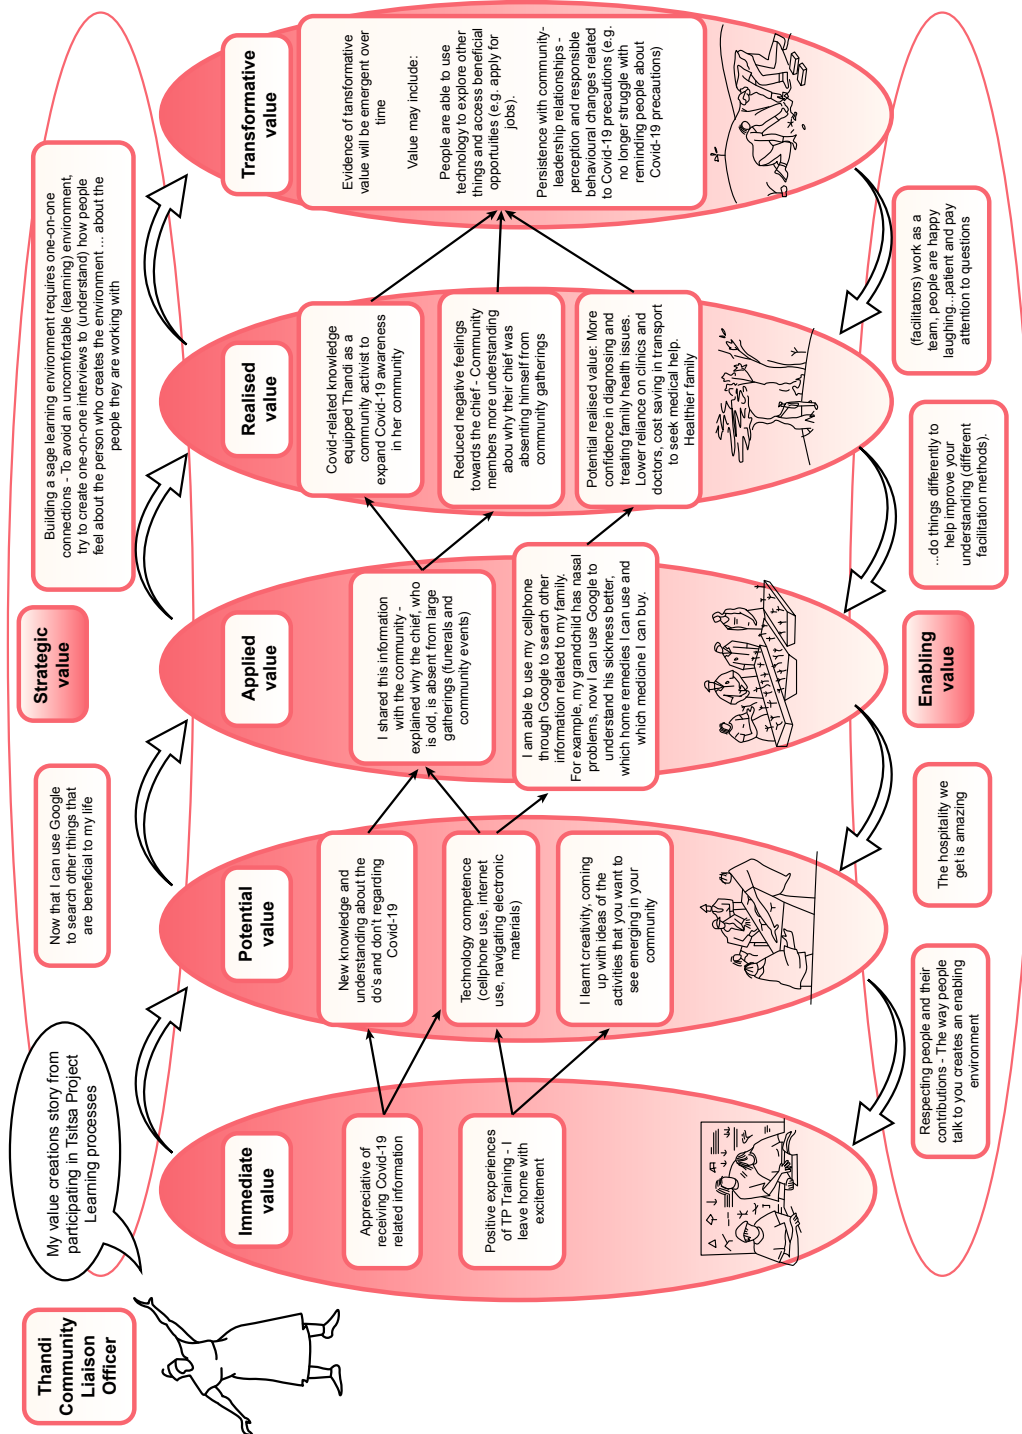 Thandi
Community
Liaison
Officer
My value creations story from
participating in Tsitsa Project
Learning processes
Strategic
value
Now that I can use Google
to search other things that
are beneficial to my life
Building a sage learning environment requires one-on-one
connections - To avoid an uncomfortable (learning) environment,
try to create one-on-one interviews to (understand) how people
feel about the person who creates the environment ... about the
people they are working with
Immediate
value
Appreciative of
receiving Covid-19
related information
Positive experiences
of TP Training - I
leave home with
excitement
Potential
value
New knowledge and
understanding about the
do's and don't regarding
Covid-19
Technology competence
(cellphone use, internet
use, navigating electronic
materials)
I learnt creativity, coming
up with ideas of the
activities that you want to
see emerging in your
community
Applied
value
I shared this information
with the community -
explained why the chief, who
is old, is absent from large
gatherings (funerals and
community events)
I am able to use my cellphone
through Google to search other
information related to my family.
For example, my grandchild has nasal
problems, now I can use Google to
understand his sickness better,
which home remedies I can use and
which medicine I can buy.
Realised
value
Covid-related knowledge
equipped Thandi as a
community activist to
expand Covid-19 awareness
in her community
Reduced negative feelings
towards the chief - Community
members more understanding
about why their chief was
absenting himself from
community gatherings
Potential realised value: More
confidence in diagnosing and
treating family health issues.
Lower reliance on clinics and
doctors, cost saving in transport
to seek medical help.
Healthier family
Transformative
value
Evidence of transformative
value will be emergent over
time
Value may include:
People are able to use
technology to explore other
things and access beneficial
opportunities (e.g. apply for
jobs).
Persistence with community-
leadership relationships -
perception and responsible
behavioural changes related
to Covid-19 precautions (e.g.
no longer struggle with
reminding people about
Covid-19 precautions)
Enabling
value
Respecting people and their
contributions - The way people
talk to you creates an enabling
environment
The hospitality we
get is amazing
...do things differently to
help improve your
understanding (different
facilitation methods).
(facilitators) work as a
team, people are happy
laughing...patient and pay
attention to questions